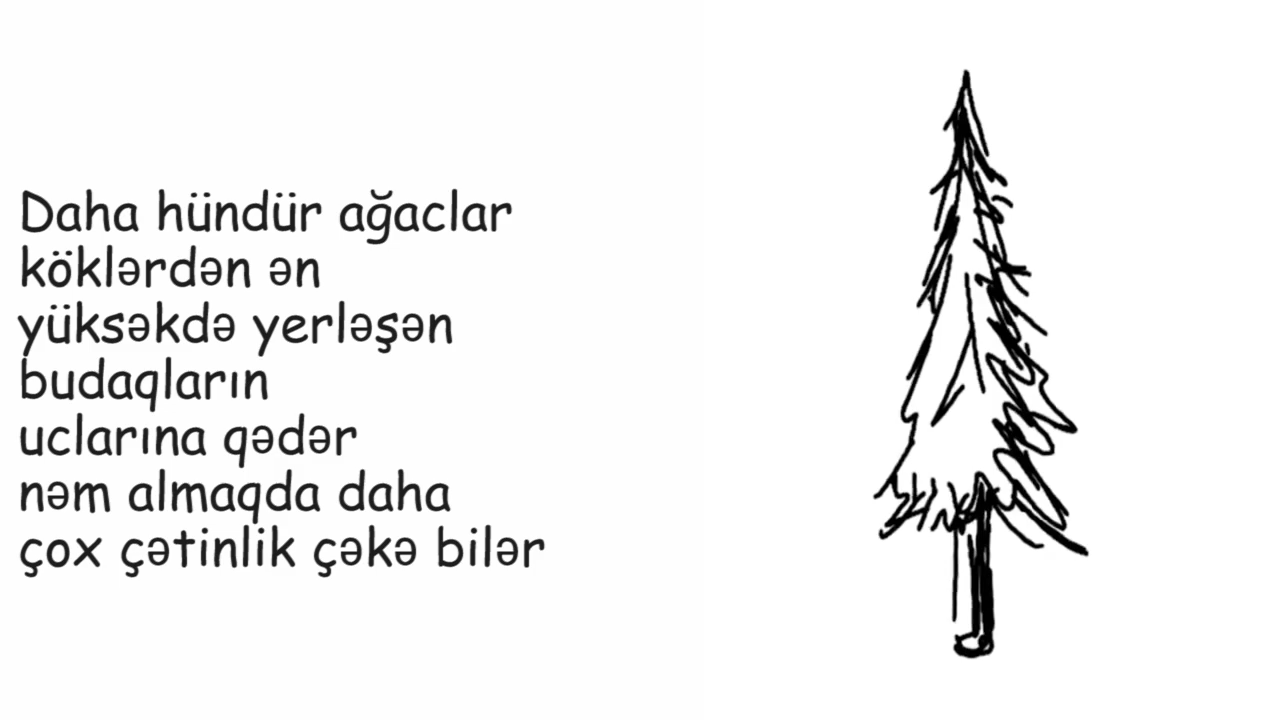 Daha hündür ağaclar
köklərdən ən
yüksəkdə yerləşən
budaqların
uclarına qədər
nəm almaqda daha
çox çətinlik çəkə bilər